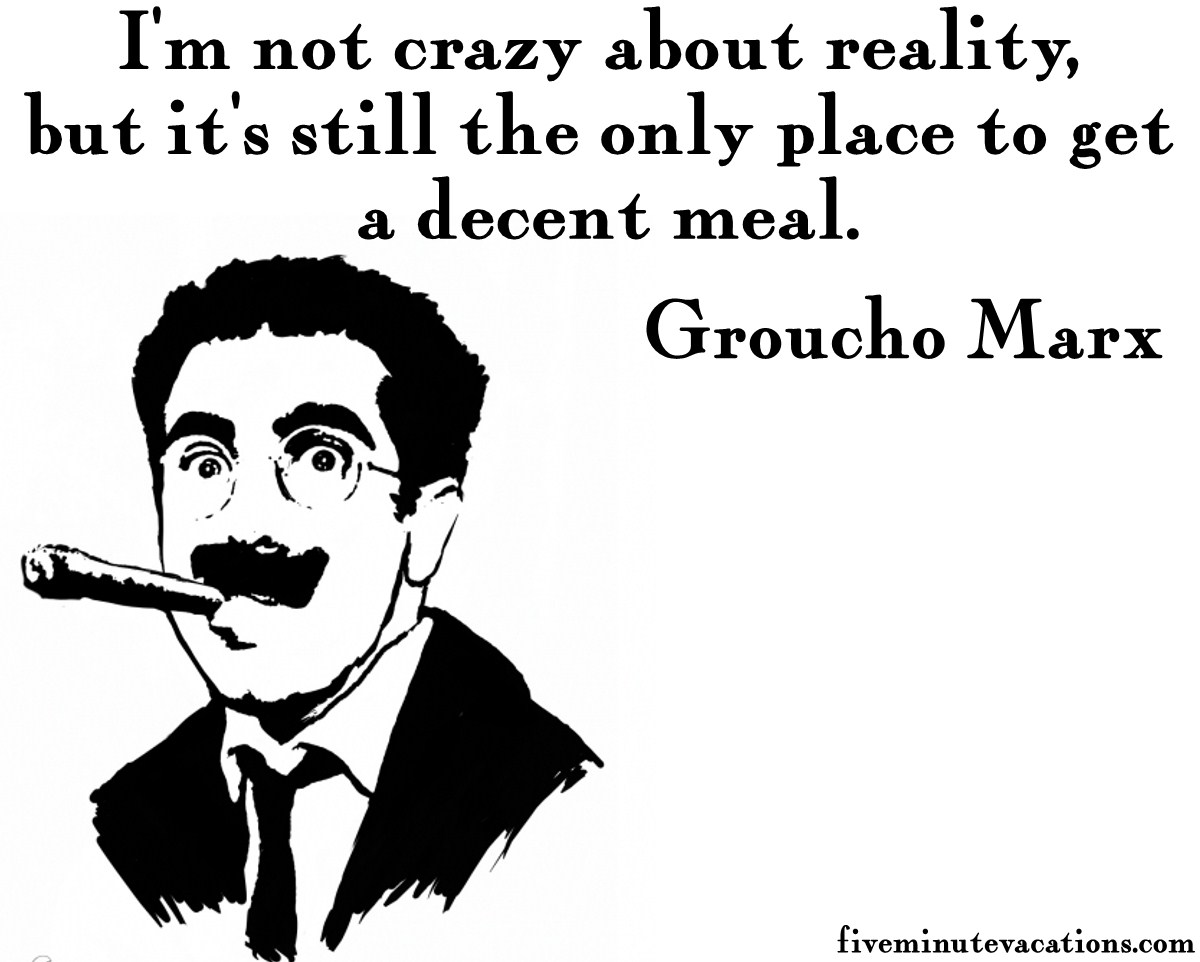 I'm not crazy about reality,
but it's still the only place to get
a decent meal.
Groucho Marx
fiveminutevacations.com